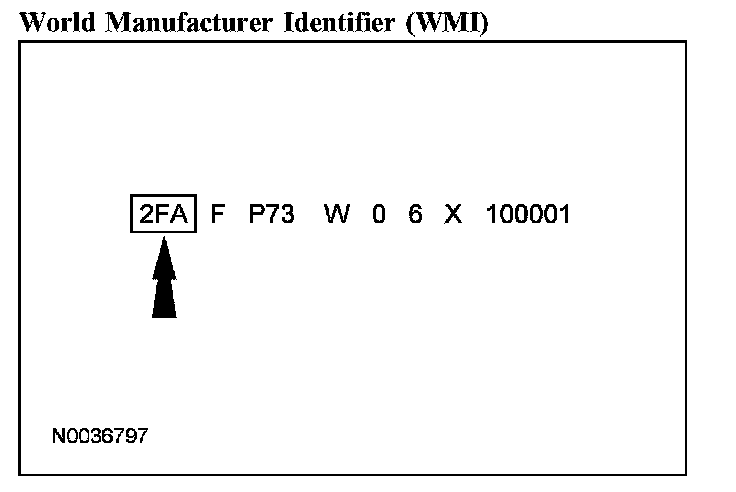 World Manufacturer Identifier (WMI)
2FA F P73 W 0 6 X 100001
N0036797